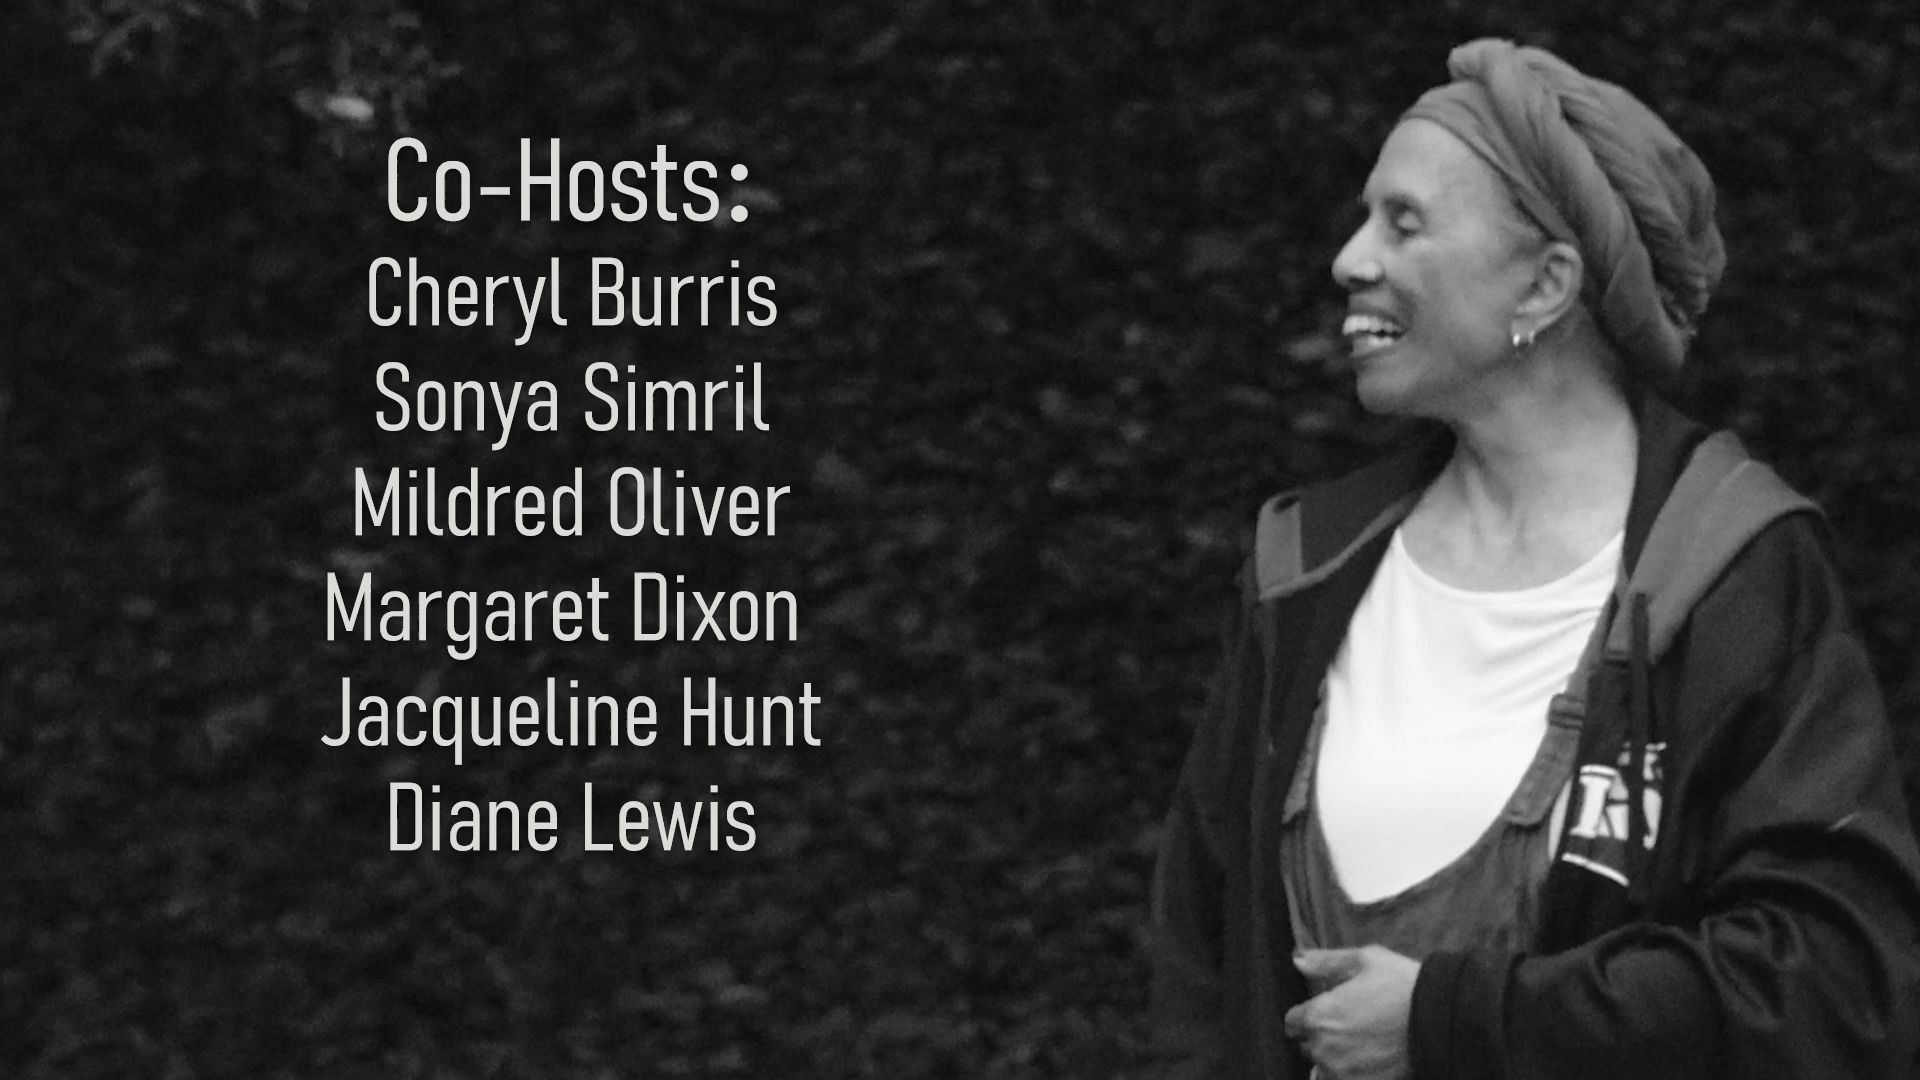 Co-Hosts:
Cheryl Burris
Sonya Simril
Mildred Oliver
Margaret Dixon
Jacqueline Hunt
Diane Lewis